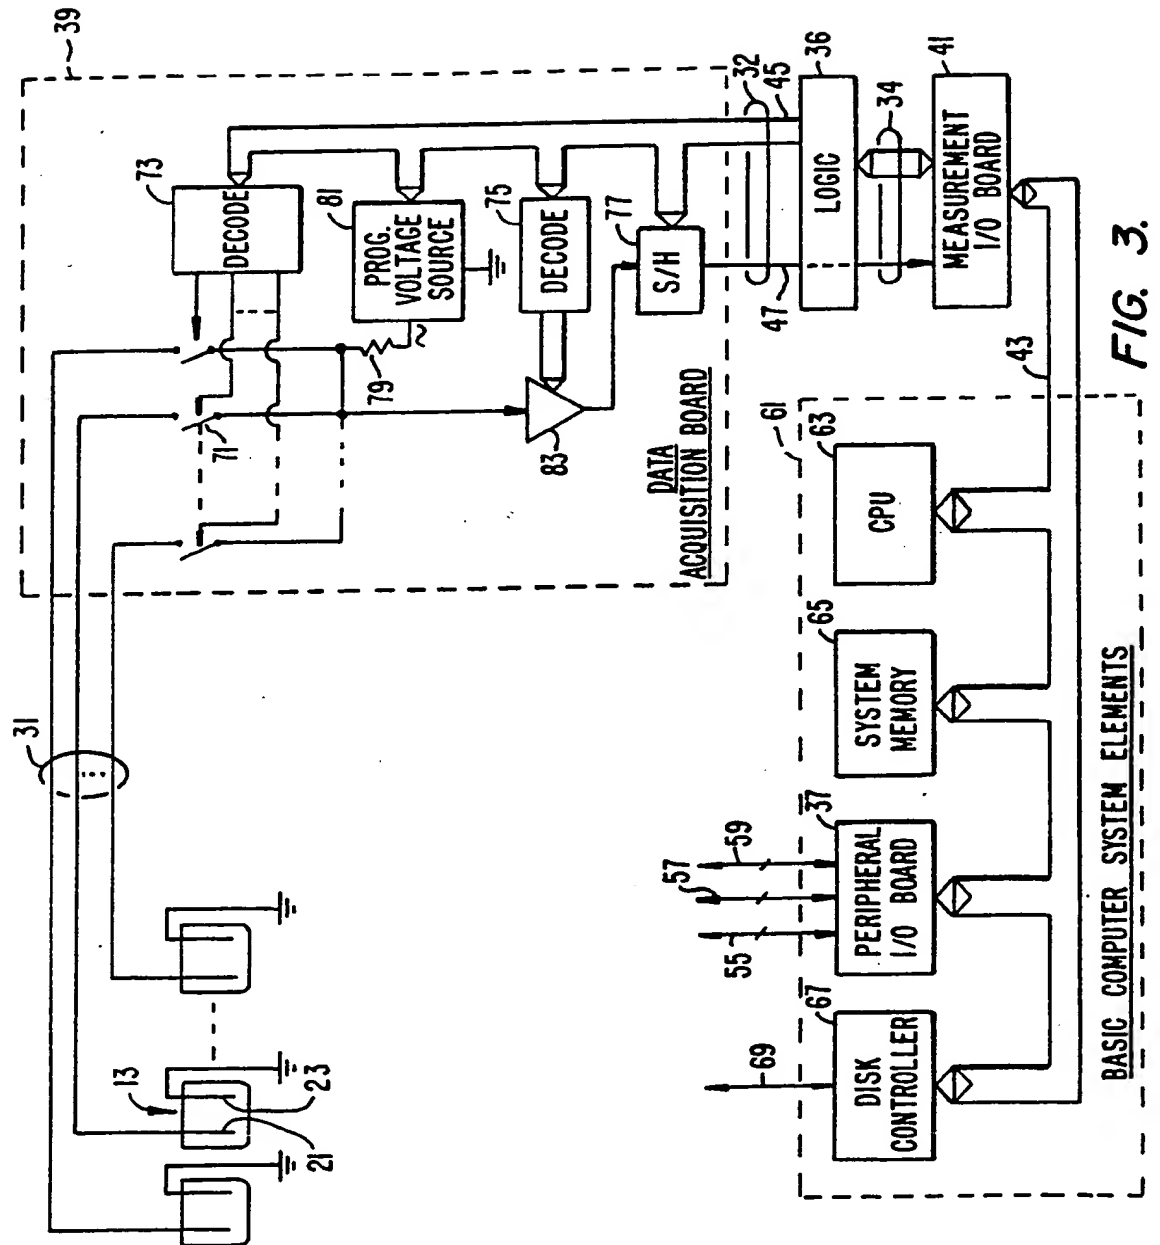 39
73
DECODE
81
PROG.
VOLTAGE
SOURCE
75
DECODE
77
S/H
71
79
83
DATA
ACQUISITION BOARD
32
45
36
LOGIC
47
34
41
MEASUREMENT
I/O BOARD
43
31
13
21
23
61
63
CPU
65
SYSTEM
MEMORY
37
PERIPHERAL
I/O BOARD
59
57
55
67
DISK
CONTROLLER
69
BASIC COMPUTER SYSTEM ELEMENTS
FIG. 3.